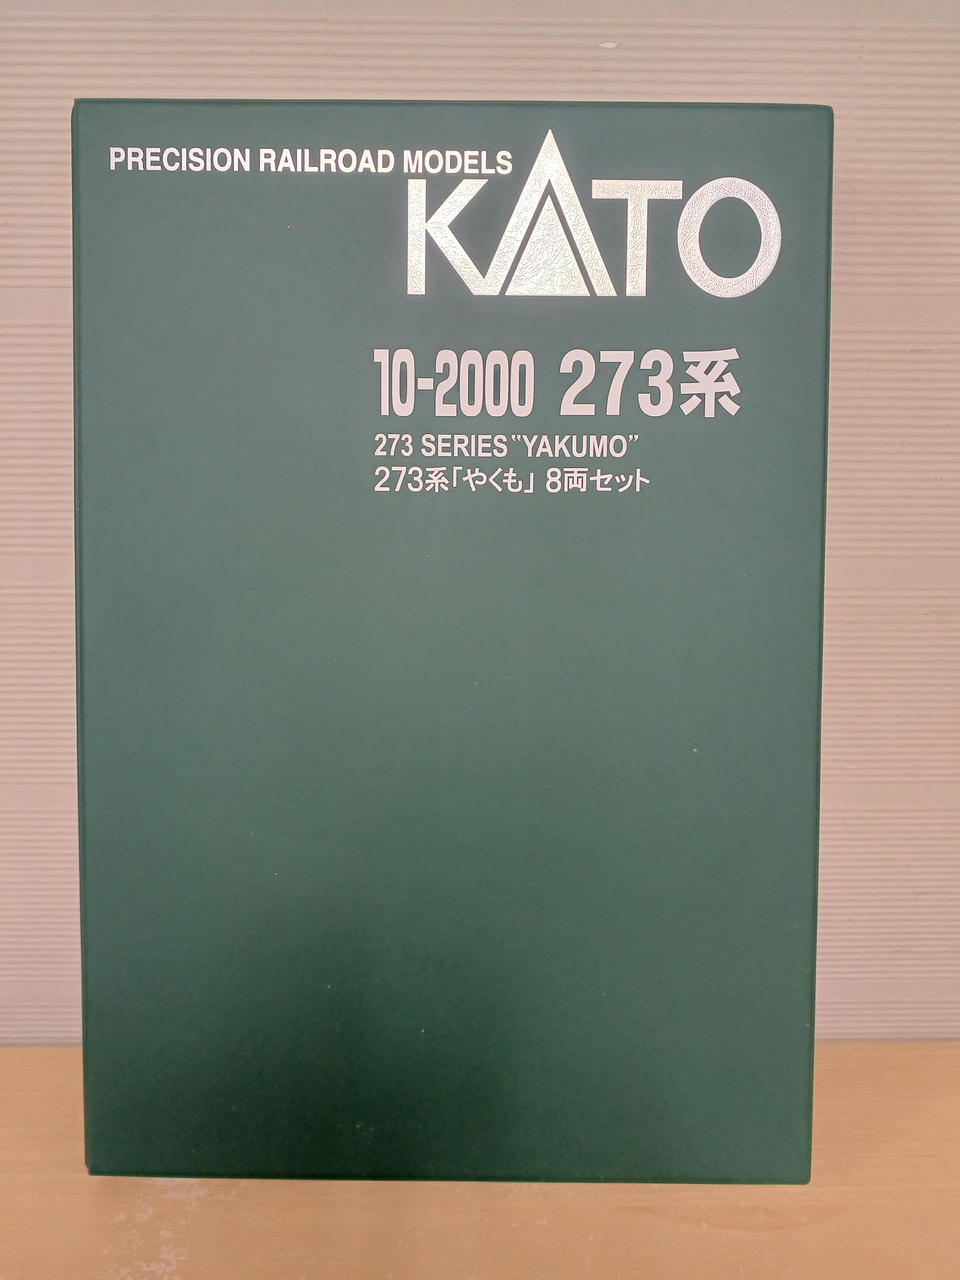 PRECISION RAILROAD MODELS
KATO
10-2000 273系
273 SERIES “YAKUMO”
273系「やくも」 8両セット